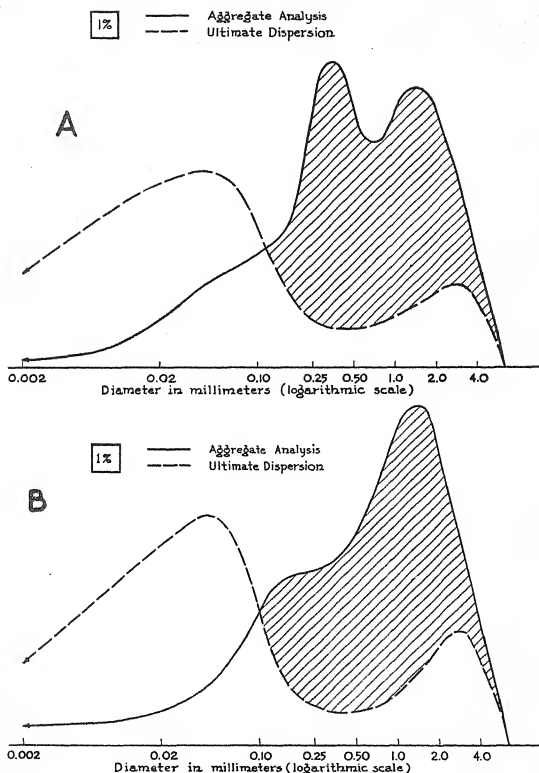 1% Aggregate Analysis
Ultimate Dispersion
A
0.002 0.02 0.10 0.25 0.50 1.0 2.0 4.0
Diameter in millimeters (logarithmic scale)
1% Aggregate Analysis
Ultimate Dispersion
B
0.002 0.02 0.10 0.25 0.50 1.0 2.0 4.0
Diameter in millimeters (logarithmic scale)